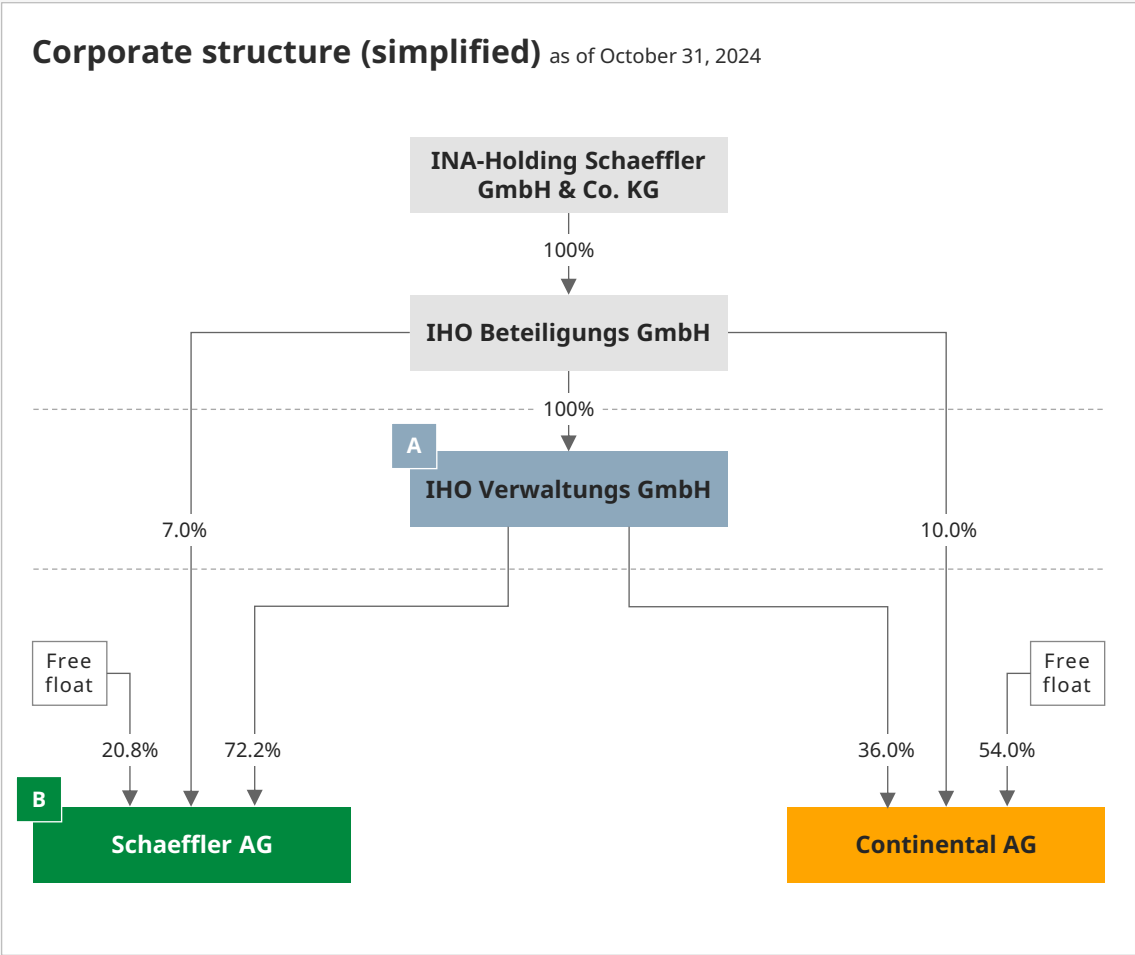 Corporate structure (simplified) as of October 31, 2024
INA-Holding Schaeffler
GmbH & Co. KG
100%
IHO Beteiligungs GmbH
100%
A
IHO Verwaltungs GmbH
7.0%
10.0%
Free
float
Free
float
20.8%
72.2%
36.0%
54.0%
B
Schaeffler AG
Continental AG